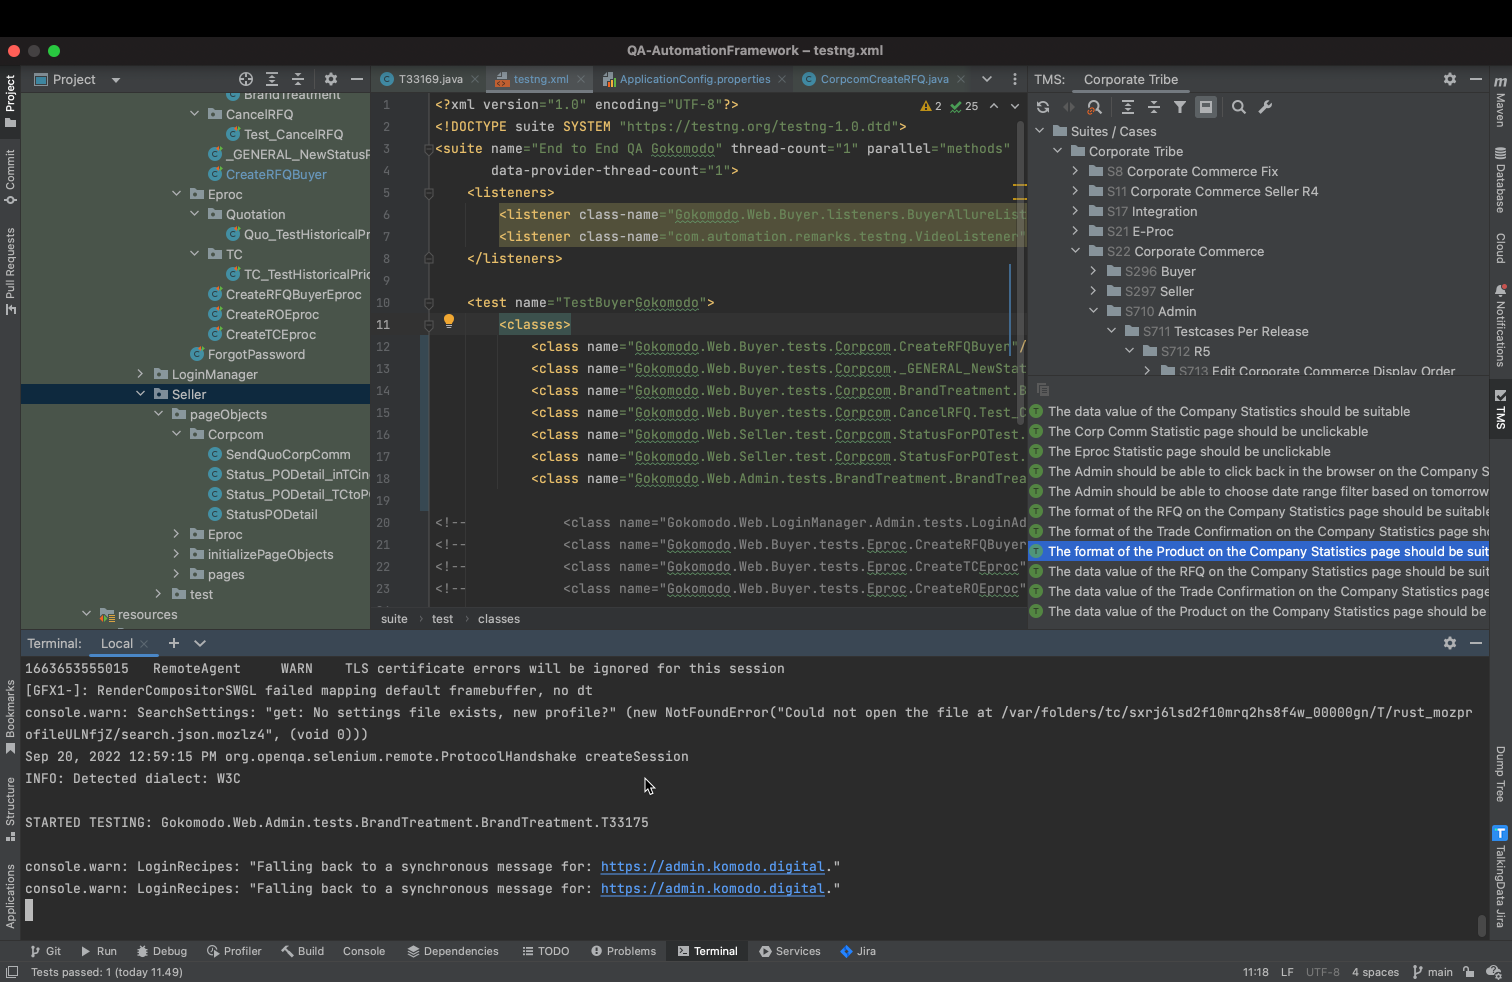 QA-AutomationFramework – testng.xml
Project
T33169.java
testng.xml
ApplicationConfig.properties
CorpcomCreateRFQ.java
TMS:
Corporate Tribe
Project
Commit
Pull Requests
Bookmarks
Structure
Applications
BrandTreatment
CancelRFQ
Test_CancelRFQ
_GENERAL_NewStatusF
CreateRFQBuyer
Eproc
Quotation
Quo_TestHistoricalPr
TC
TC_TestHistoricalPric
CreateRFQBuyerEproc
CreateROEproc
CreateTCEproc
ForgotPassword
LoginManager
Seller
pageObjects
Corpcom
SendQuoCorpComm
Status_PODetail_inTCin
Status_PODetail_TCtoP
StatusPODetail
Eproc
initializePageObjects
pages
test
resources
2 25
1 <?xml version="1.0" encoding="UTF-8"?>
2 <!DOCTYPE suite SYSTEM "https://testng.org/testng-1.0.dtd">
3 <suite name="End to End QA Gokomodo" thread-count="1" parallel="methods"
4 data-provider-thread-count="1">
5 <listeners>
6 <listener class-name="Gokomodo.Web.Buyer.listeners.BuyerAllureList
7 <listener class-name="com.automation.remarks.testng.VideoListener"
8 </listeners>
9
10 <test name="TestBuyerGokomodo">
11 <classes>
12 <class name="Gokomodo.Web.Buyer.tests.Corpcom.CreateRFQBuyer"/
13 <class name="Gokomodo.Web.Buyer.tests.Corpcom._GENERAL_NewStat
14 <class name="Gokomodo.Web.Buyer.tests.Corpcom.BrandTreatment.B
15 <class name="Gokomodo.Web.Buyer.tests.Corpcom.CancelRFQ.Test_C
16 <class name="Gokomodo.Web.Seller.test.Corpcom.StatusForPOTest.
17 <class name="Gokomodo.Web.Seller.test.Corpcom.StatusForPOTest.
18 <class name="Gokomodo.Web.Admin.tests.BrandTreatment.BrandTrea
19
20 <!-- <class name="Gokomodo.Web.LoginManager.Admin.tests.LoginAd
21 <!-- <class name="Gokomodo.Web.Buyer.tests.Eproc.CreateRFQBuyer
22 <!-- <class name="Gokomodo.Web.Buyer.tests.Eproc.CreateTCEproc"
23 <!-- <class name="Gokomodo.Web.Buyer.tests.Eproc.CreateROEproc"
suite › test › classes
Suites / Cases
Corporate Tribe
S8 Corporate Commerce Fix
S11 Corporate Commerce Seller R4
S17 Integration
S21 E-Proc
S22 Corporate Commerce
S296 Buyer
S297 Seller
S710 Admin
S711 Testcases Per Release
S712 R5
S713 Edit Corporate Commerce Display Order
T The data value of the Company Statistics should be suitable
T The Corp Comm Statistic page should be unclickable
T The Eproc Statistic page should be unclickable
T The Admin should be able to click back in the browser on the Company S
T The Admin should be able to choose date range filter based on tomorrow
T The format of the RFQ on the Company Statistics page should be suitable
T The format of the Trade Confirmation on the Company Statistics page sho
T The format of the Product on the Company Statistics page should be suit
T The data value of the RFQ on the Company Statistics page should be suit
T The data value of the Trade Confirmation on the Company Statistics page
T The data value of the Product on the Company Statistics page should be
m Maven
Database
Cloud
Notifications
TMS
Dump Tree
T TalkingData Jira
Terminal: Local
1663653555015 RemoteAgent WARN TLS certificate errors will be ignored for this session
[GFX1-]: RenderCompositorSWGL failed mapping default framebuffer, no dt
console.warn: SearchSettings: "get: No settings file exists, new profile?" (new NotFoundError("Could not open the file at /var/folders/tc/sxrj6lsd2f10mrq2hs8f4w_00000gn/T/rust_mozpr
ofileULNfjZ/search.json.mozlz4", (void 0)))
Sep 20, 2022 12:59:15 PM org.openqa.selenium.remote.ProtocolHandshake createSession
INFO: Detected dialect: W3C
STARTED TESTING: Gokomodo.Web.Admin.tests.BrandTreatment.BrandTreatment.T33175
console.warn: LoginRecipes: "Falling back to a synchronous message for: https://admin.komodo.digital."
console.warn: LoginRecipes: "Falling back to a synchronous message for: https://admin.komodo.digital."
Git Run Debug Profiler Build Console Dependencies TODO Problems Terminal Services Jira
Tests passed: 1 (today 11.49)
11:18 LF UTF-8 4 spaces main